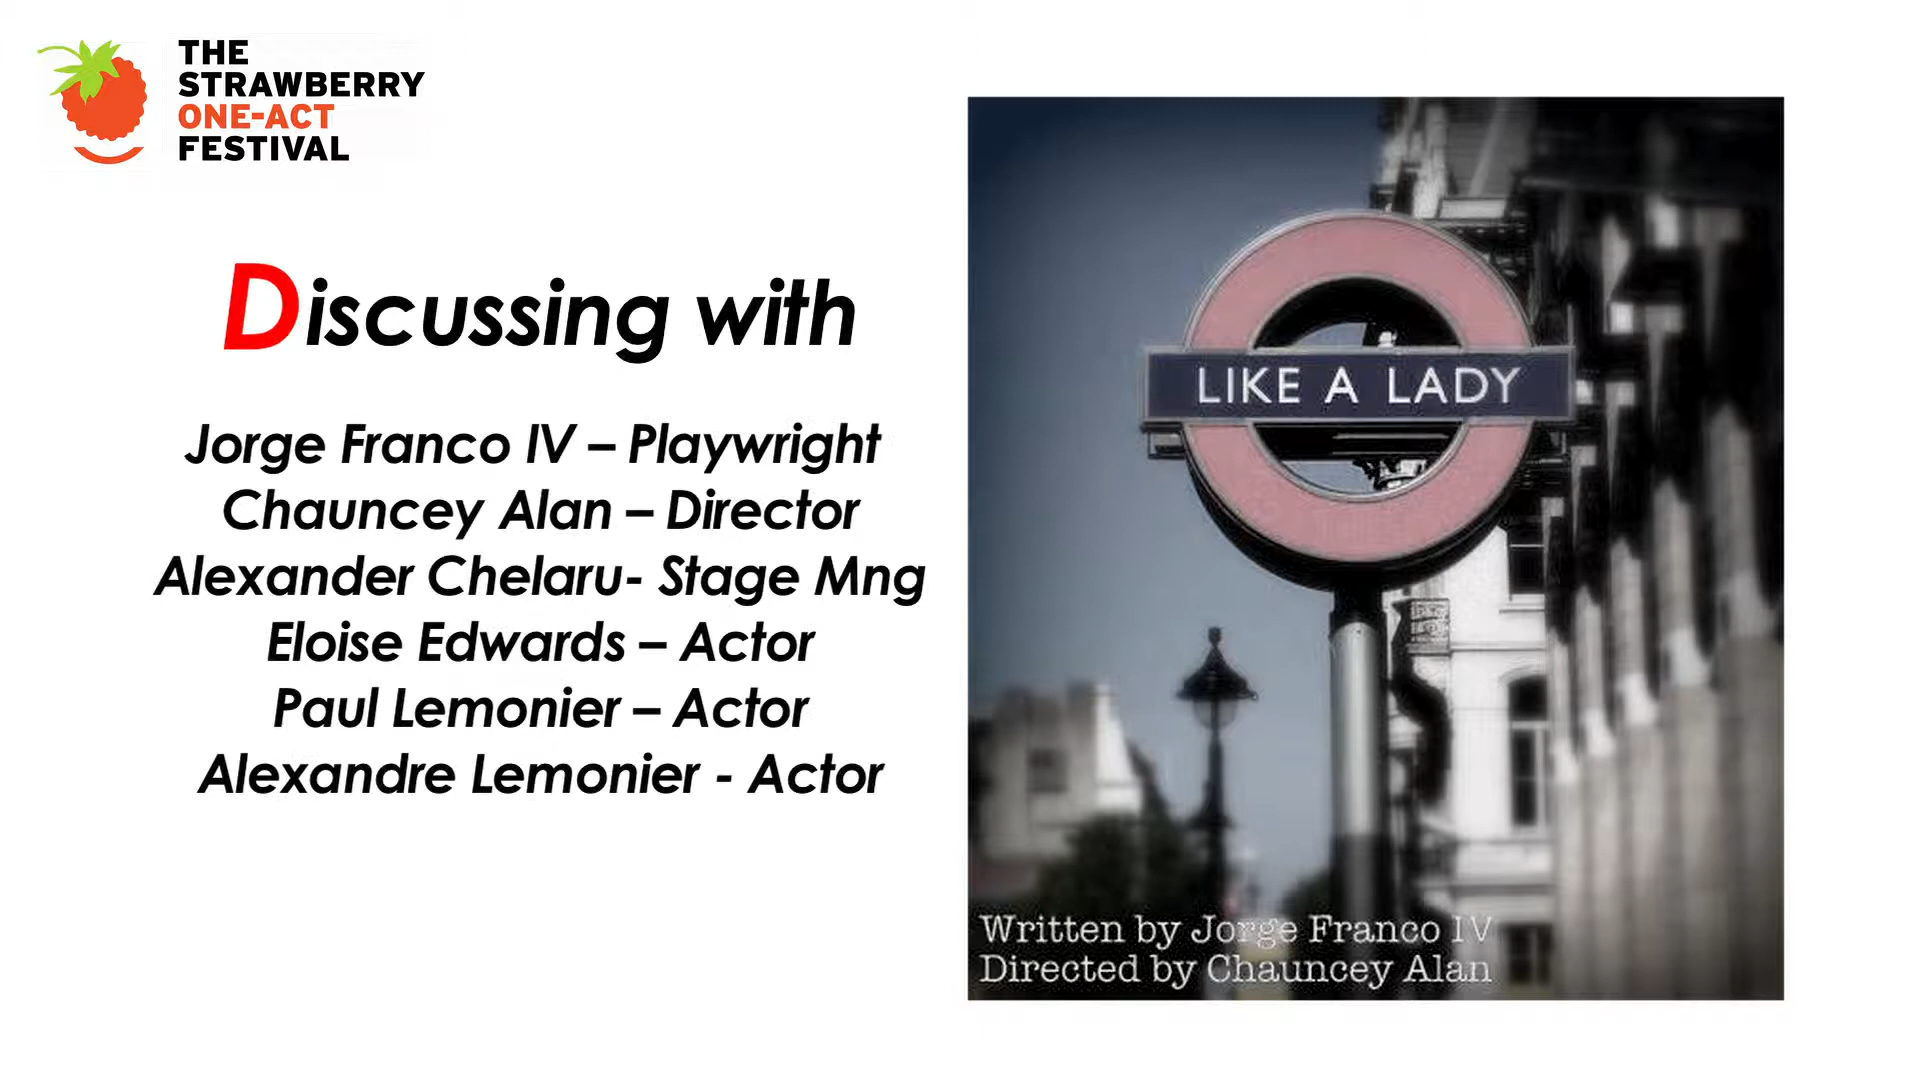 THE
STRAWBERRY
ONE-ACT
FESTIVAL
Discussing with
Jorge Franco IV – Playwright
Chauncey Alan – Director
Alexander Chelaru- Stage Mng
Eloise Edwards – Actor
Paul Lemonier – Actor
Alexandre Lemonier - Actor
LIKE A LADY
Written by Jorge Franco IV
Directed by Chauncey Alan